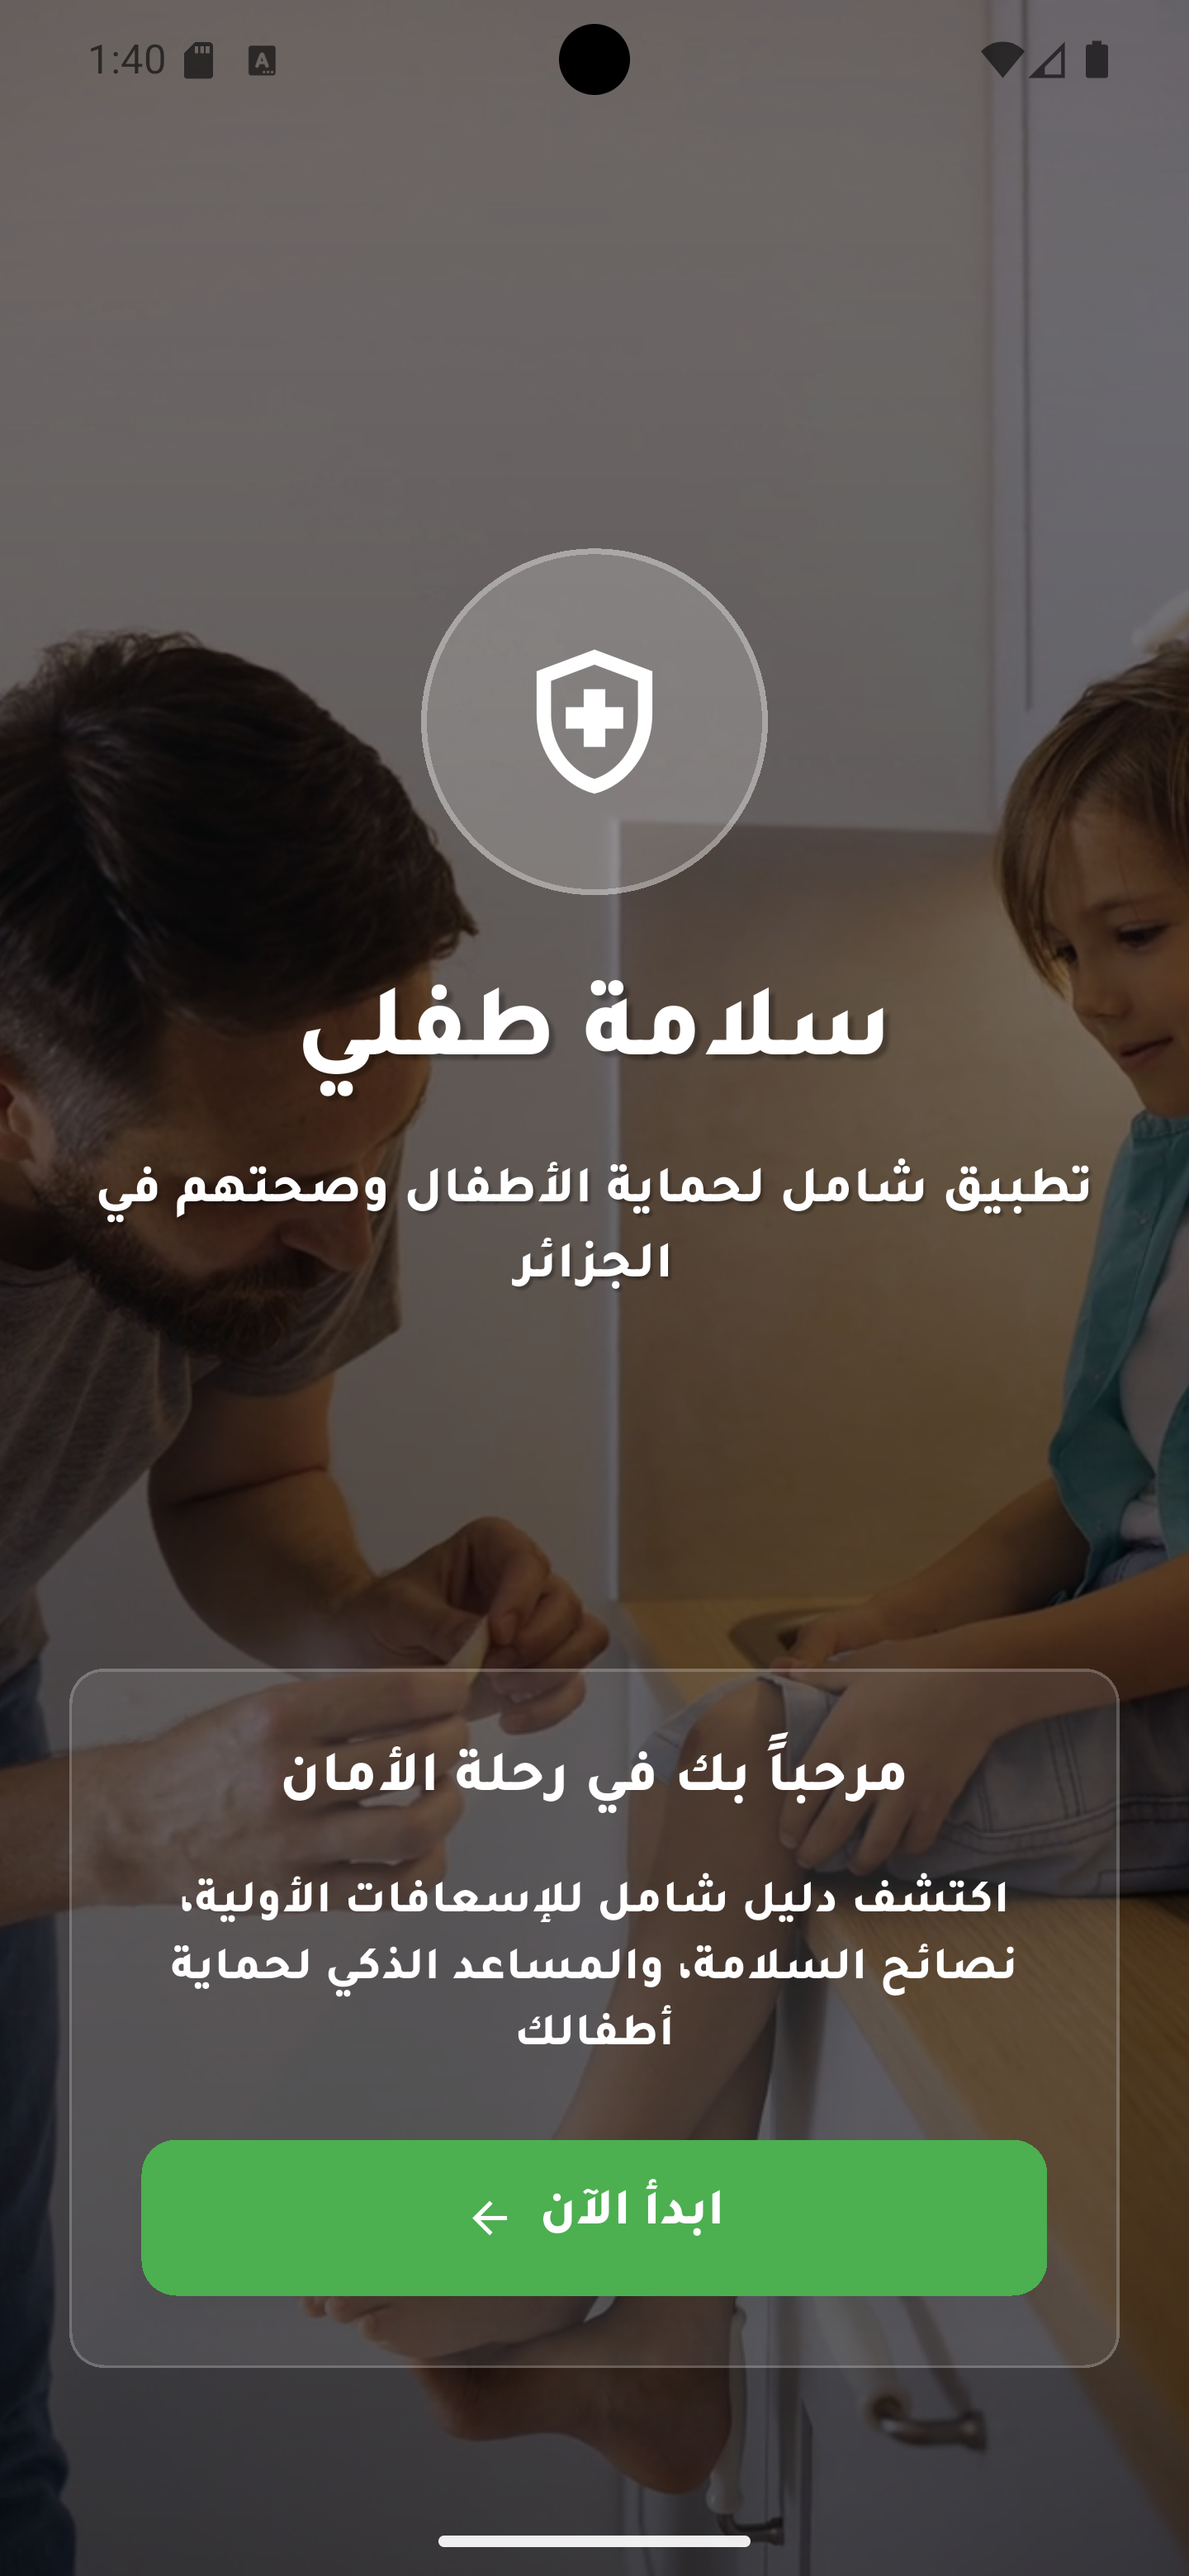 1:40
سلامة طفلي
تطبيق شامل لحماية الأطفال وصحتهم في
الجزائر
مرحباً بك في رحلة الأمان
اكتشف دليل شامل للإسعافات الأولية،
نصائح السلامة، والمساعد الذكي لحماية
أطفالك
ابدأ الآن